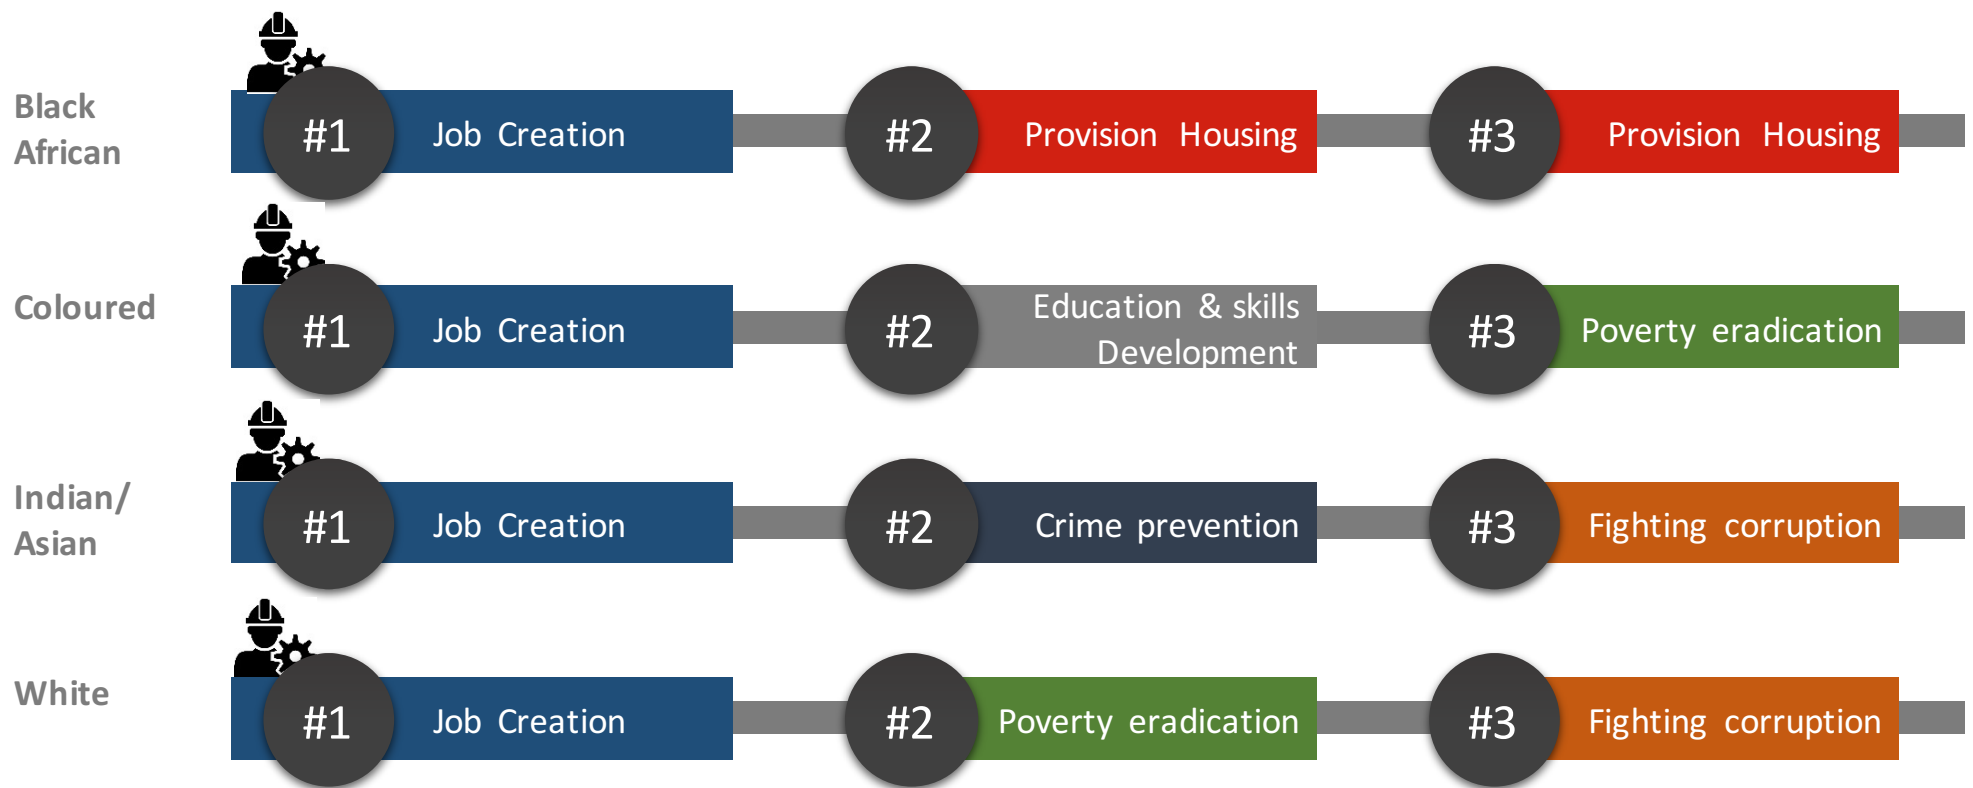 Black
African
#1
Job Creation
#2
Provision Housing
#3
Provision Housing
Coloured
#1
Job Creation
#2
Education & skills
Development
#3
Poverty eradication
Indian/
Asian
#1
Job Creation
#2
Crime prevention
#3
Fighting corruption
White
#1
Job Creation
#2
Poverty eradication
#3
Fighting corruption